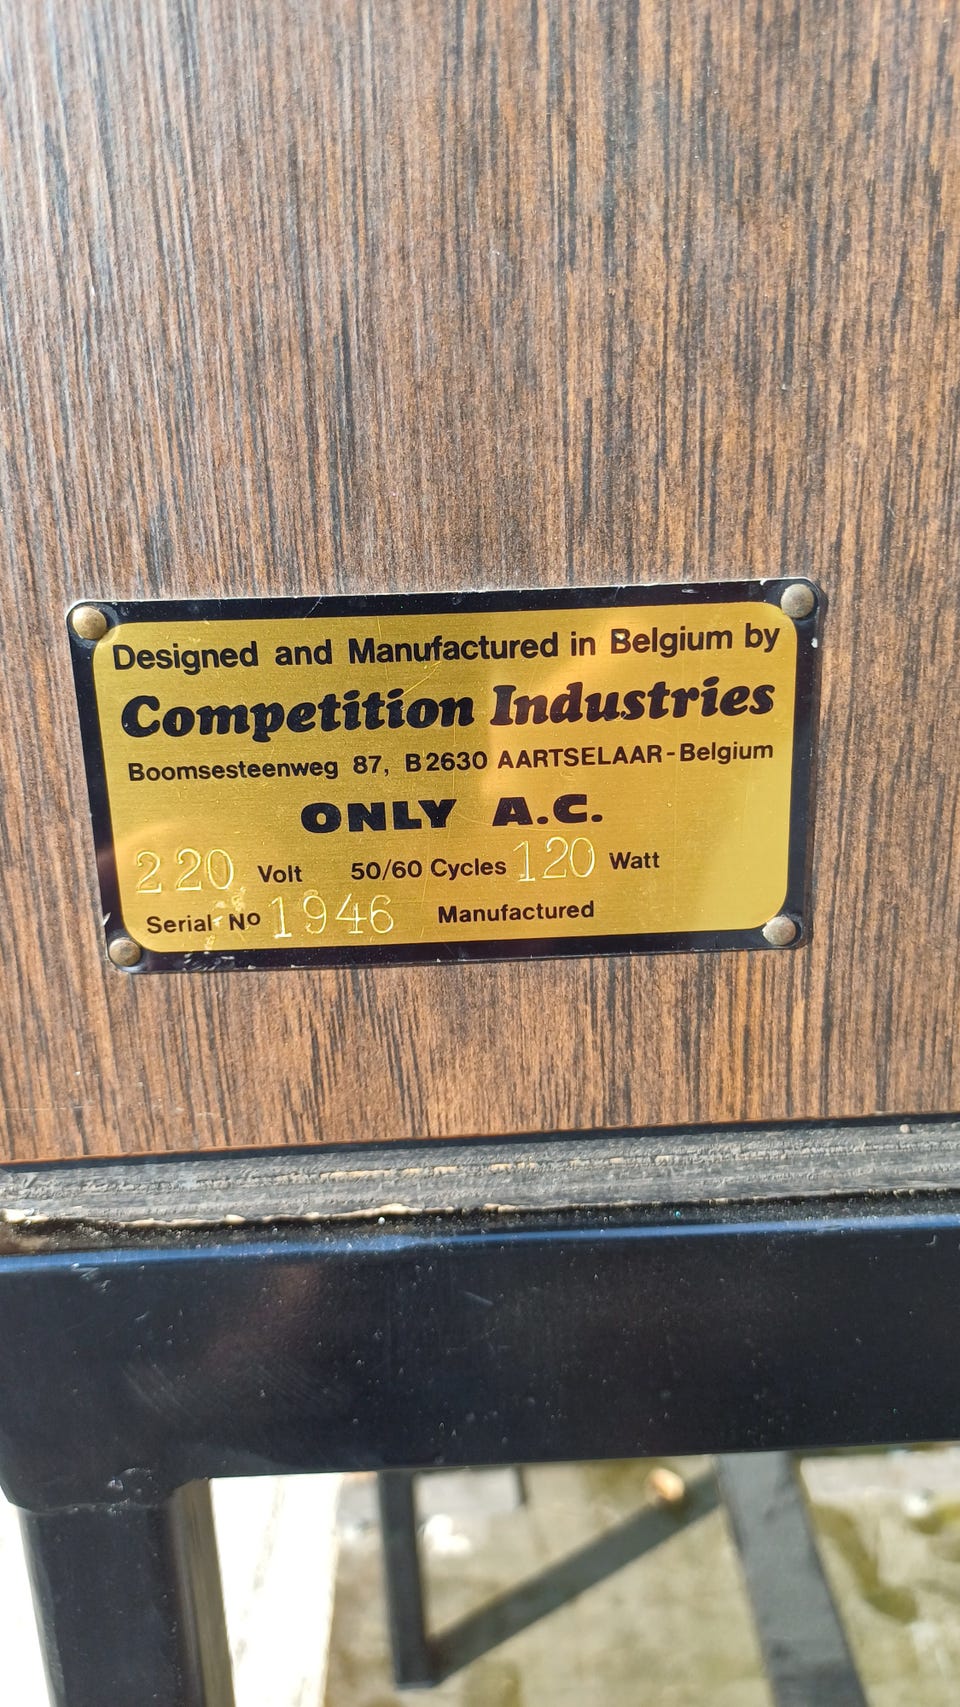 Designed and Manufactured in Belgium by
Competition Industries
Boomsesteenweg 87, B2630 AARTSELAAR-Belgium
ONLY A.C.
220 Volt 50/60 Cycles 120 Watt
Serial No 1946 Manufactured